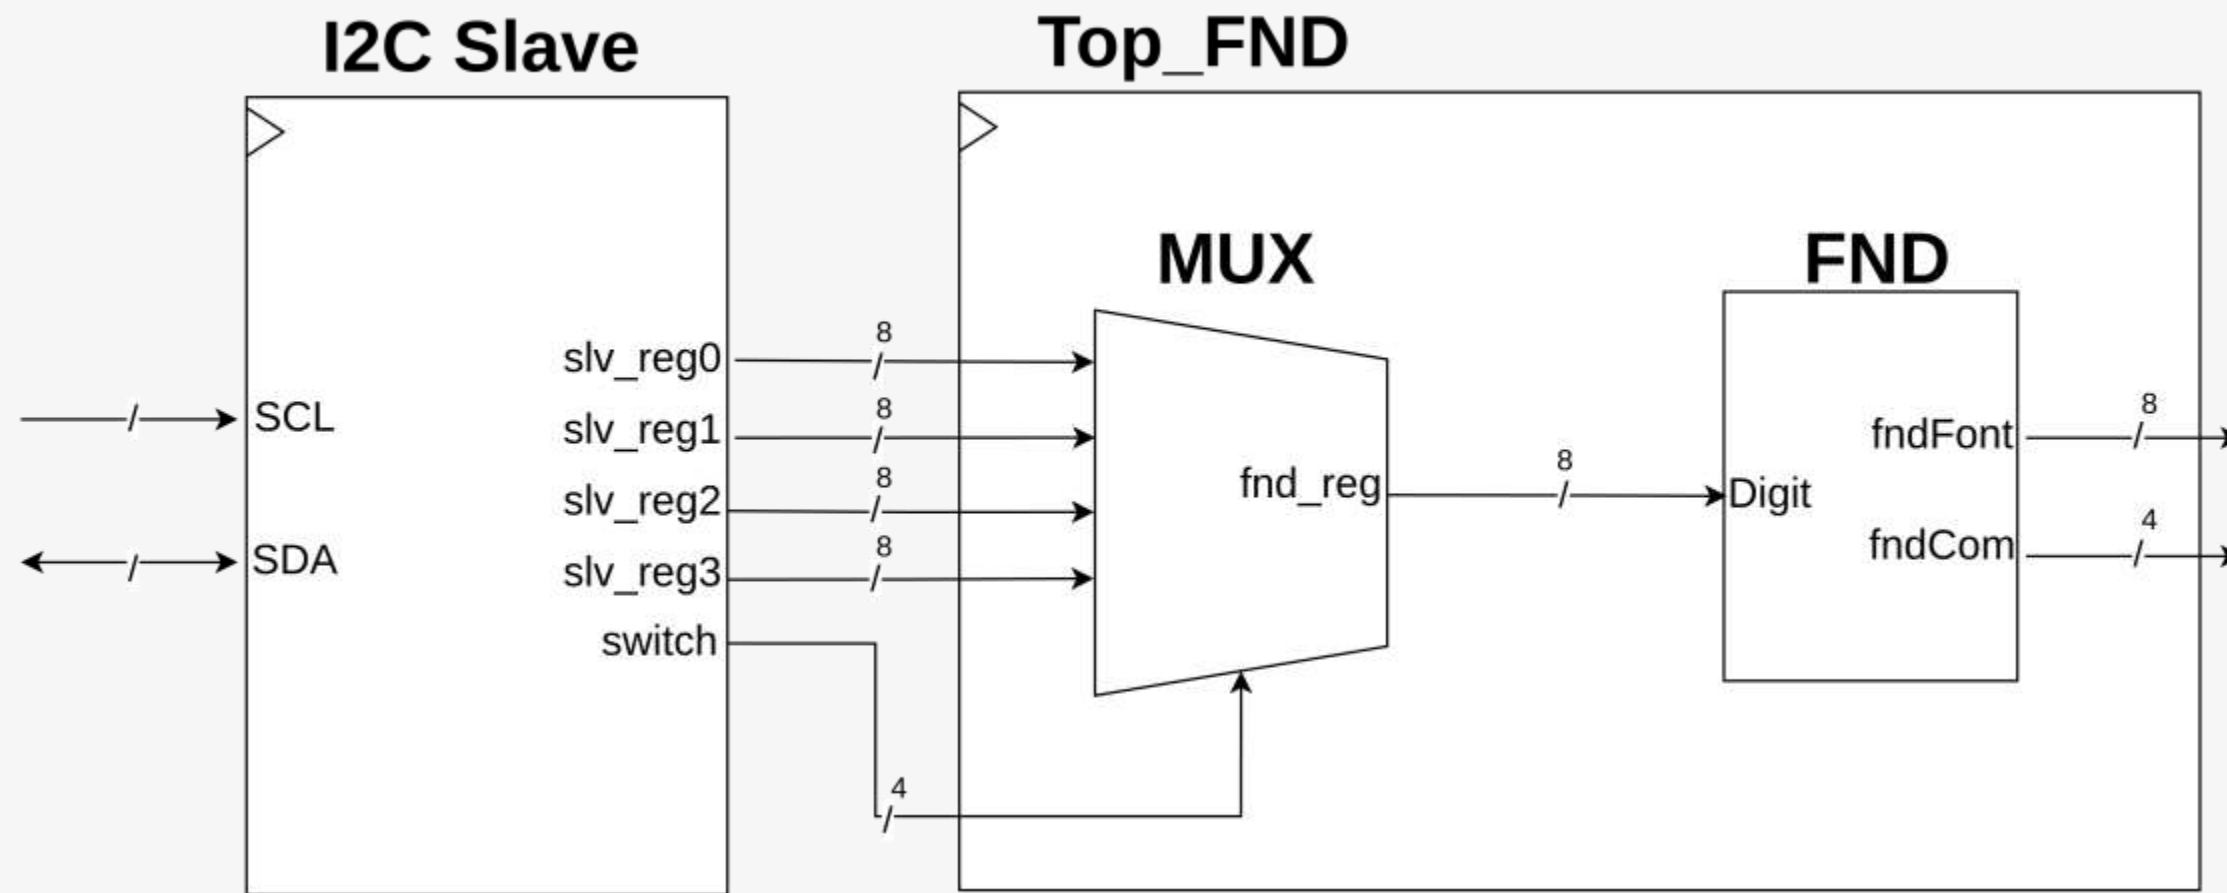 I2C Slave
Top_FND
MUX
FND
slv_reg0
8
slv_reg1
8
slv_reg2
8
slv_reg3
8
switch
4
SCL
SDA
fnd_reg
8
Digit
fndFont
8
fndCom
4